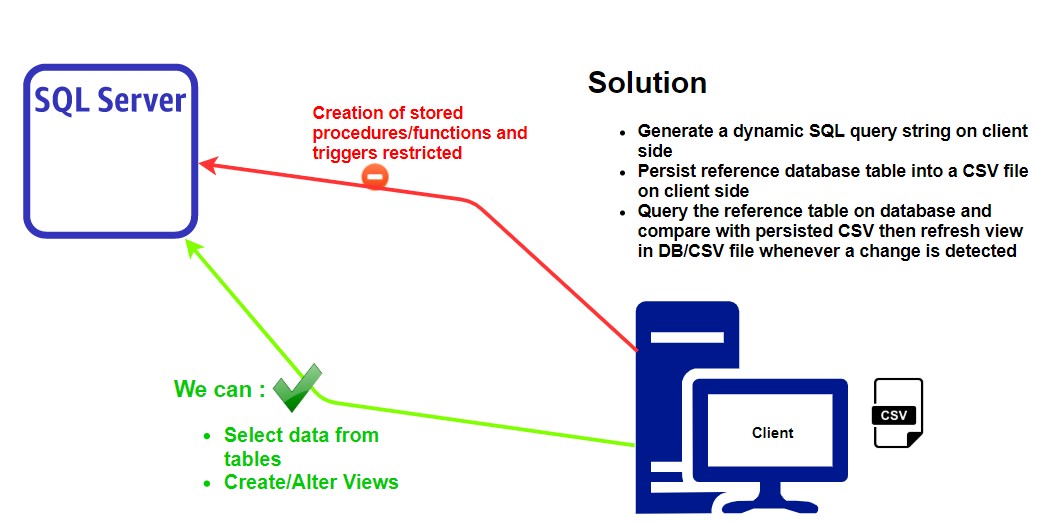 SQL Server
Creation of stored
procedures/functions and
triggers restricted
Solution
• Generate a dynamic SQL query string on client
side
• Persist reference database table into a CSV file
on client side
• Query the reference table on database and
compare with persisted CSV then refresh view
in DB/CSV file whenever a change is detected
We can :
• Select data from
tables
• Create/Alter Views
Client
CSV